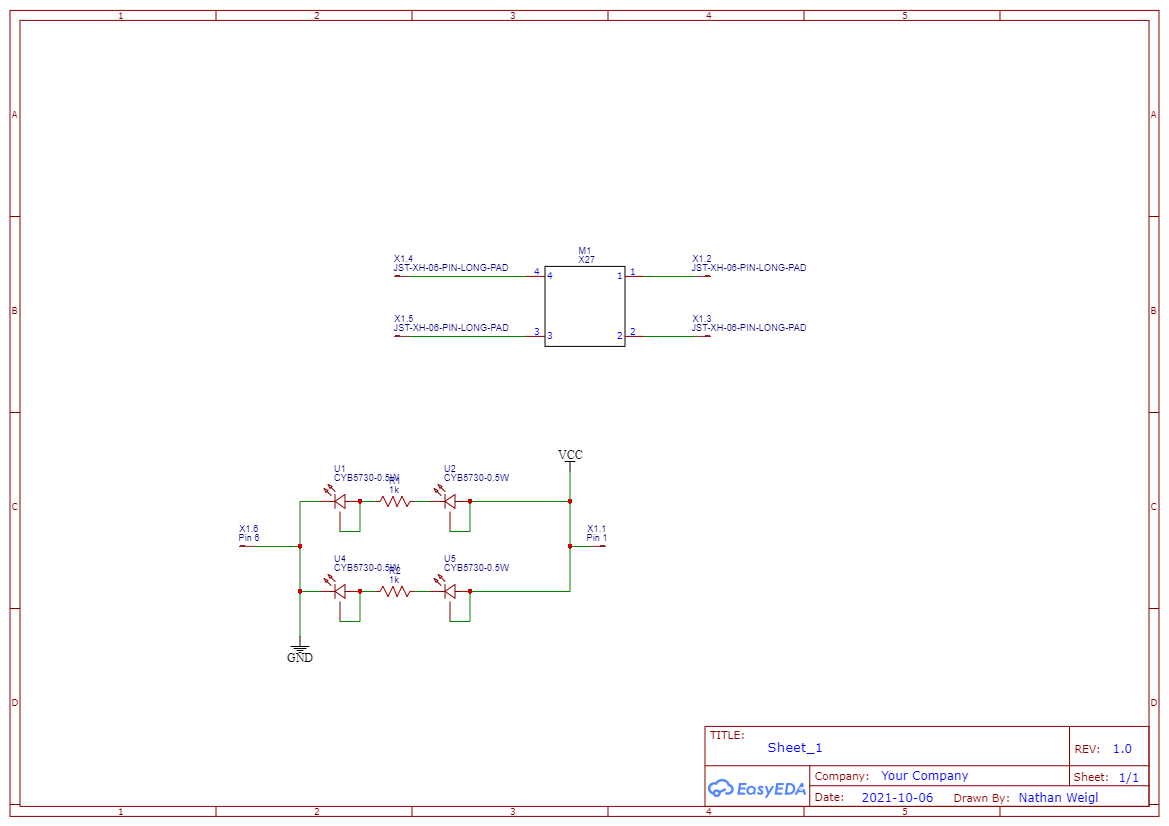 1 2 3 4 5
A A
M1
X27
X1.4
JST-XH-06-PIN-LONG-PAD
X1.2
JST-XH-06-PIN-LONG-PAD
4 4 1 1
B B
X1.5
JST-XH-06-PIN-LONG-PAD
X1.3
JST-XH-06-PIN-LONG-PAD
3 3 2 2
VCC
U1
CYB5730-0.5W
R1
1k
U2
CYB5730-0.5W
C C
X1.6
Pin 6
X1.1
Pin 1
U4
CYB5730-0.5W
R2
1k
U5
CYB5730-0.5W
GND
D D
TITLE:
Sheet_1
REV: 1.0
EasyEDA
Company: Your Company
Sheet: 1/1
Date: 2021-10-06 Drawn By: Nathan Weigl
1 2 3 4 5